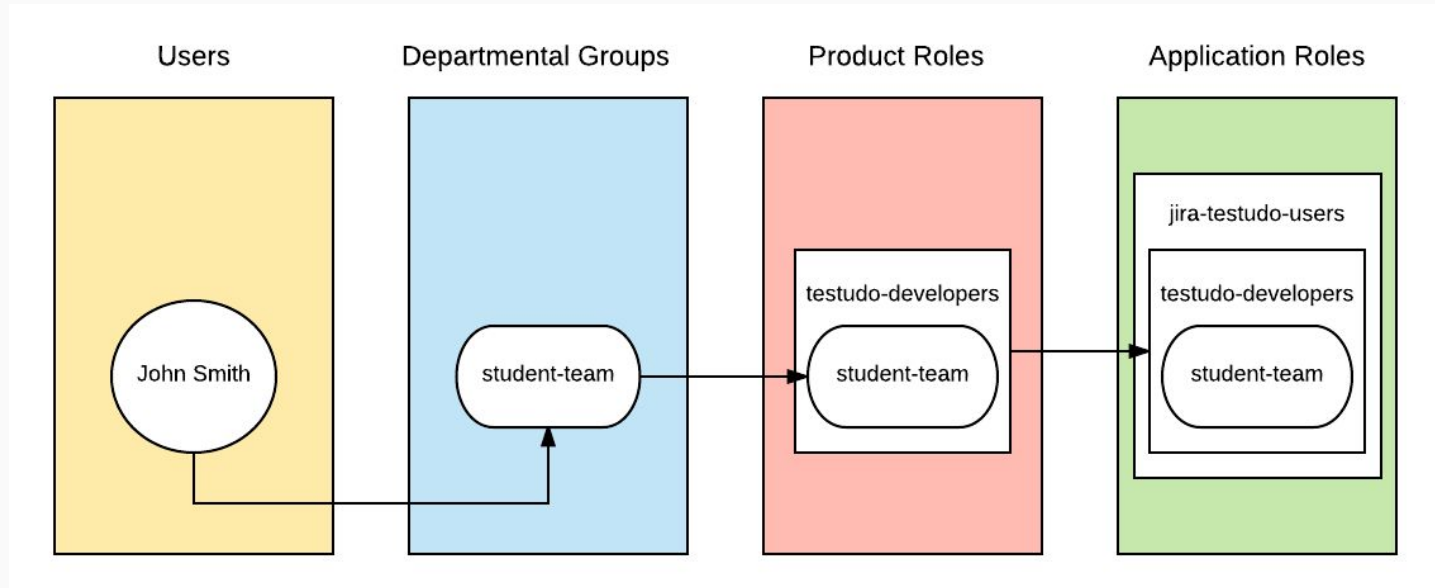 Users
Departmental Groups
Product Roles
Application Roles
John Smith
student-team
testudo-developers
student-team
jira-testudo-users
testudo-developers
student-team